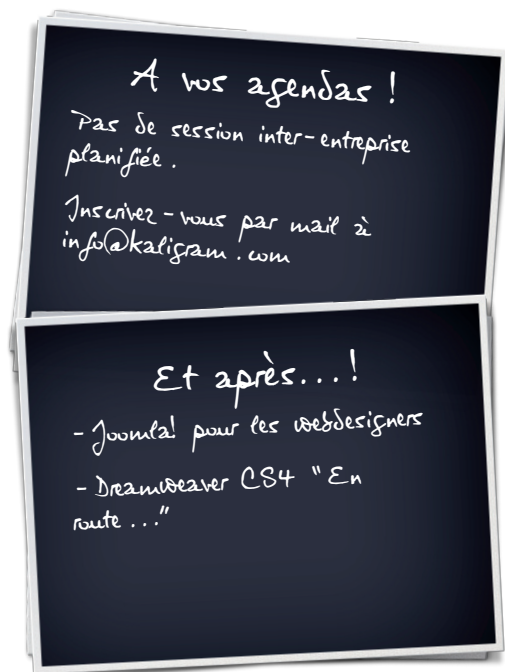 A vos agendas !
Pas de session inter-entreprise
planifiée .
Inscrivez-vous par mail à
info@kaligram.com
Et après...!
- Joomla! pour les webdesigners
- Dreamweaver CS4 "En
route ..."